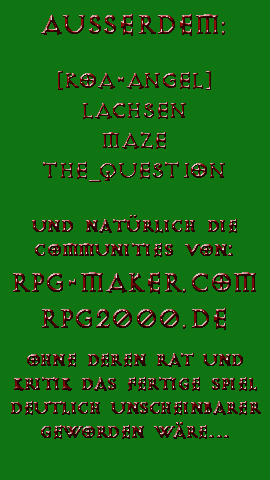 AUSSERDEM:
[KOA-ANGEL]
LACHSEN
MAZE
THE_QUESTION
UND NATÜRLICH DIE
COMMUNITIES VON:
RPG-MAKER.COM
RPG2000.DE
OHNE DEREN RAT UND
KRITIK DAS FERTIGE SPIEL
DEUTLICH UNSCHEINBARER
GEWORDEN WÄRE...